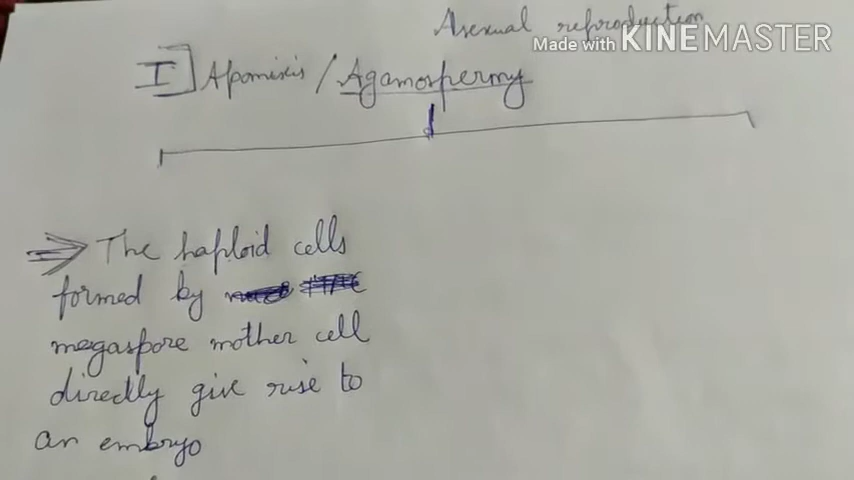 Asexual reproduction
Made with KINEMASTER
I] Apomixis / Agamospermy
⇒ The haploid cells
formed by
megaspore mother cell
directly give rise to
an embryo